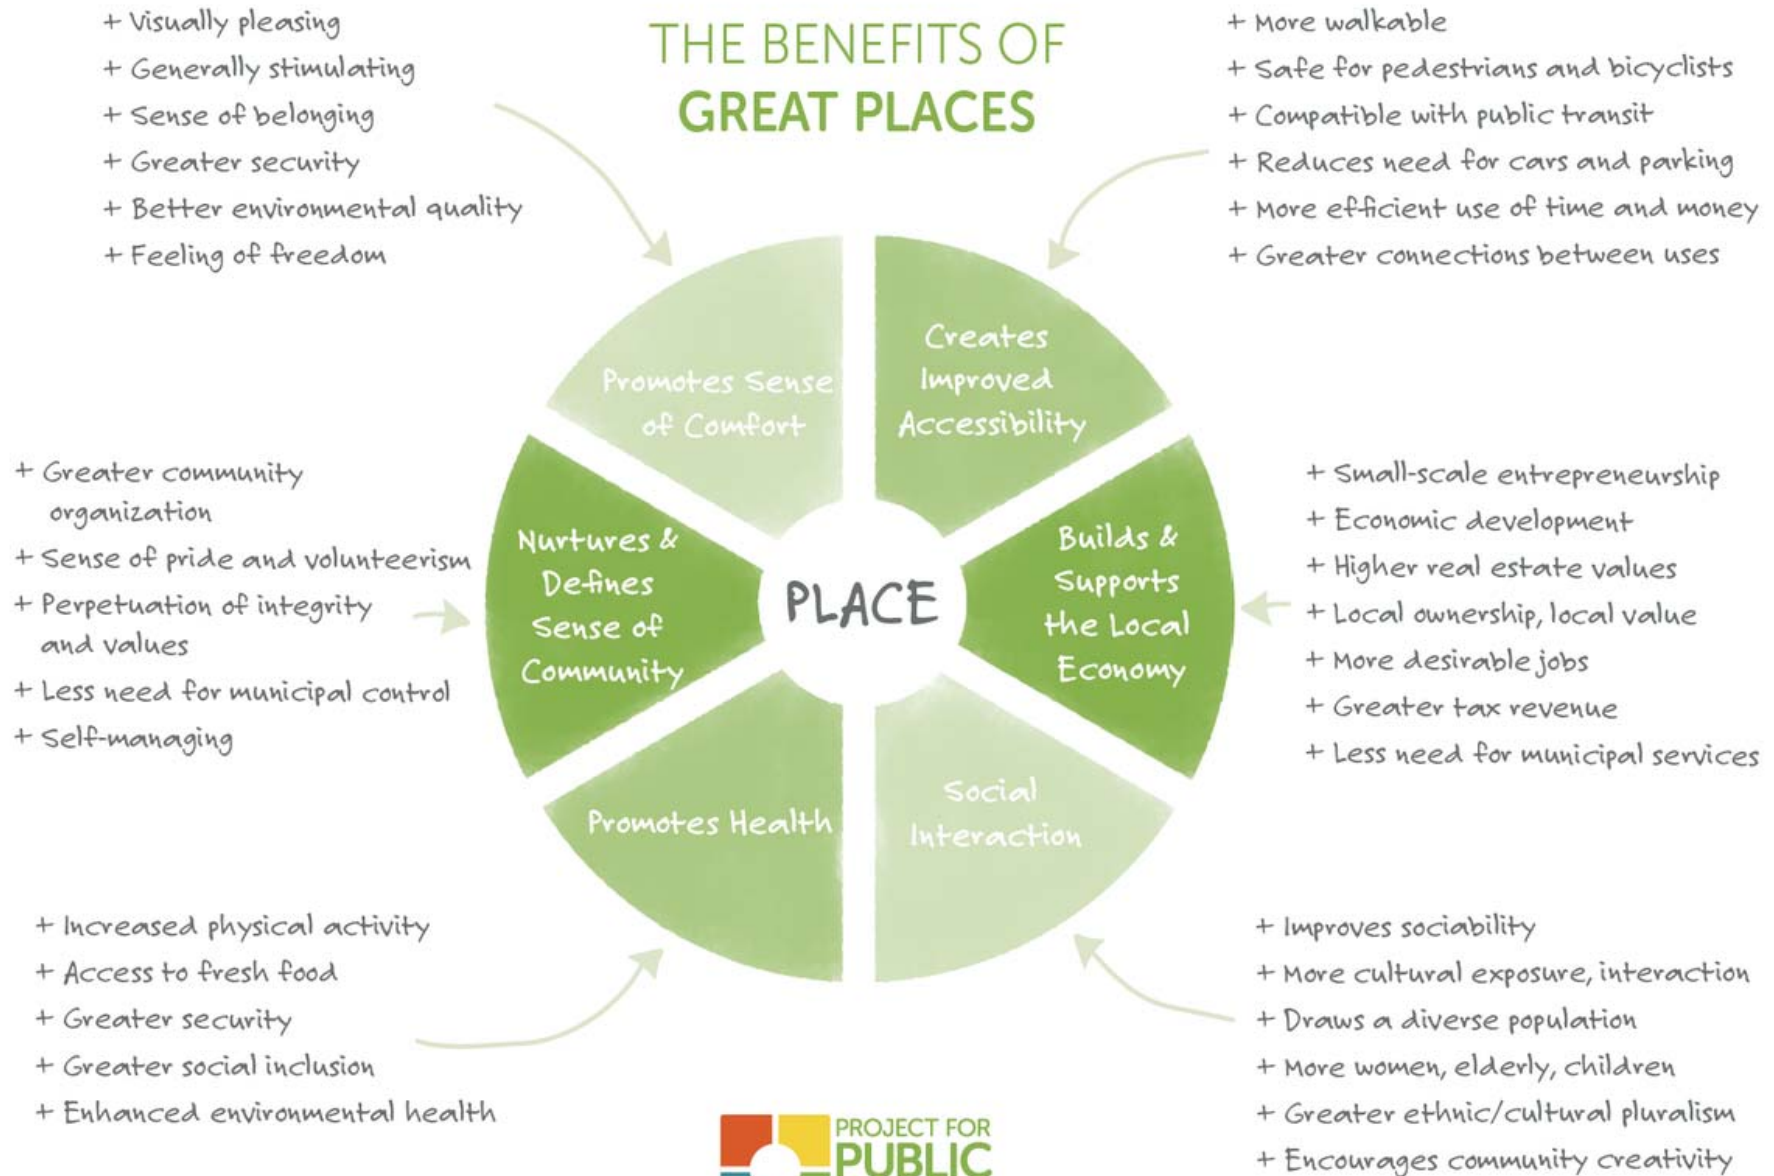 THE BENEFITS OF
GREAT PLACES
+ Visually pleasing
+ Generally stimulating
+ Sense of belonging
+ Greater security
+ Better environmental quality
+ Feeling of freedom
+ More walkable
+ Safe for pedestrians and bicyclists
+ Compatible with public transit
+ Reduces need for cars and parking
+ More efficient use of time and money
+ Greater connections between uses
Promotes Sense
of Comfort
Creates
Improved
Accessibility
+ Greater community
organization
+ Sense of pride and volunteerism
+ Perpetuation of integrity
and values
+ Less need for municipal control
+ Self-managing
Nurtures &
Defines
Sense of
Community
PLACE
Builds &
Supports
the Local
Economy
+ Small-scale entrepreneurship
+ Economic development
+ Higher real estate values
+ Local ownership, local value
+ More desirable jobs
+ Greater tax revenue
+ Less need for municipal services
Promotes Health
Social
Interaction
+ Increased physical activity
+ Access to fresh food
+ Greater security
+ Greater social inclusion
+ Enhanced environmental health
+ Improves sociability
+ More cultural exposure, interaction
+ Draws a diverse population
+ More women, elderly, children
+ Greater ethnic/cultural pluralism
+ Encourages community creativity
PROJECT FOR
PUBLIC